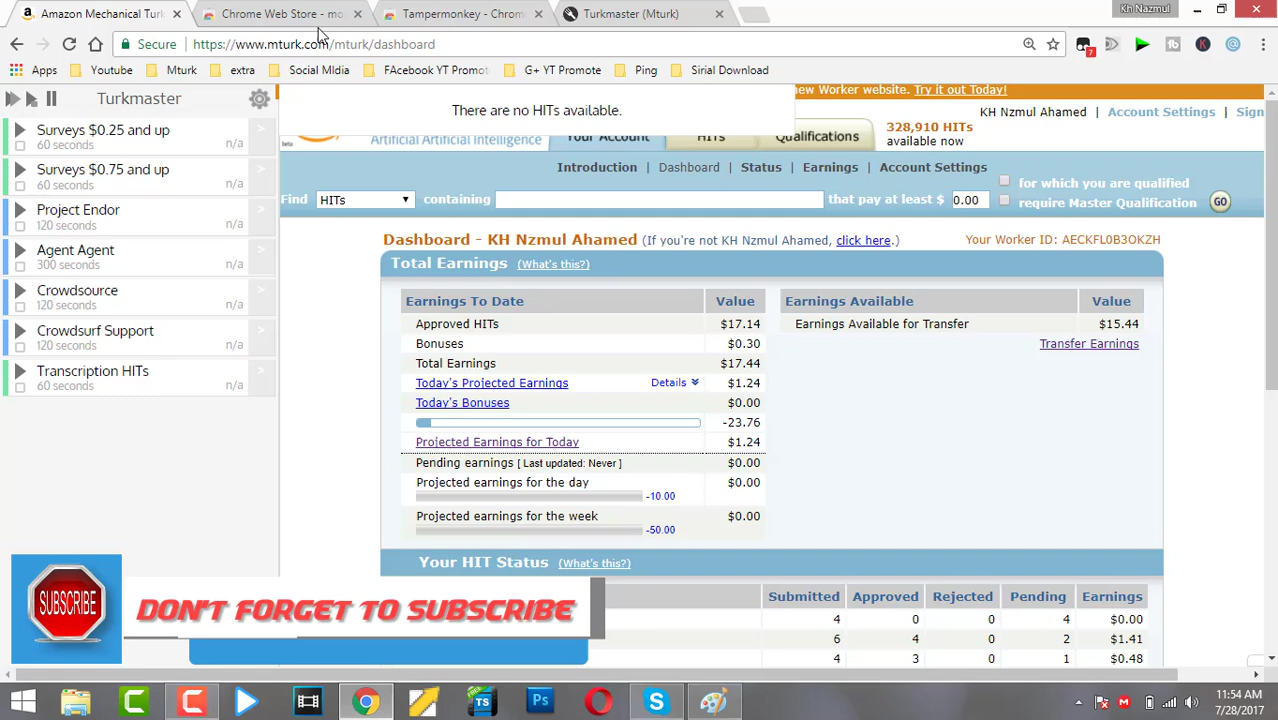 Amazon Mechanical Turk
Chrome Web Store - mo
Tampermonkey - Chrom
Turkmaster (Mturk)
Kh Nazmul
Secure
https://www.mturk.com/mturk/dashboard
7
Apps
Youtube
Mturk
extra
Social MIdia
FAcebook YT Promot
G+ YT Promote
Ping
Sirial Download
Turkmaster
Surveys $0.25 and up
60 seconds
n/a
Surveys $0.75 and up
60 seconds
n/a
Project Endor
120 seconds
n/a
Agent Agent
300 seconds
n/a
Crowdsource
120 seconds
n/a
Crowdsurf Support
120 seconds
n/a
Transcription HITs
60 seconds
n/a
There are no HITs available.
new Worker website. Try it out Today!
KH Nzmul Ahamed | Account Settings | Sign
beta
Artificial Artificial Intelligence
Your Account
HITs
Qualifications
328,910 HITs
available now
Introduction | Dashboard | Status | Earnings | Account Settings
Find HITs containing that pay at least $ 0.00
for which you are qualified
require Master Qualification
GO
Dashboard - KH Nzmul Ahamed (If you're not KH Nzmul Ahamed, click here.)
Your Worker ID: AECKFL0B3OKZH
Total Earnings (What's this?)
Earnings To Date Value
Approved HITs $17.14
Bonuses $0.30
Total Earnings $17.44
Today's Projected Earnings Details $1.24
Today's Bonuses $0.00
-23.76
Projected Earnings for Today $1.24
Pending earnings [ Last updated: Never ] $0.00
Projected earnings for the day $0.00
-10.00
Projected earnings for the week $0.00
-50.00
Earnings Available Value
Earnings Available for Transfer $15.44
Transfer Earnings
Your HIT Status (What's this?)
Submitted Approved Rejected Pending Earnings
4 0 0 4 $0.00
6 4 0 2 $1.41
4 3 0 1 $0.48
SUBSCRIBE
DON'T FORGET TO SUBSCRIBE
11:54 AM
7/28/2017